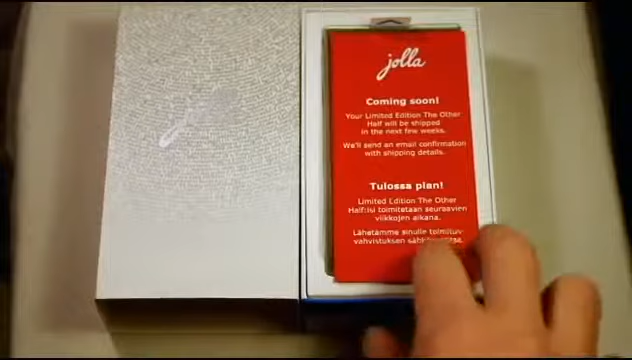 jolla
Coming soon!
Your Limited Edition The Other
Half will be shipped
in the next few weeks.
We'll send an email confirmation
with shipping details.
Tulossa pian!
Limited Edition The Other
Half:isi toimitetaan seuraavien
viikkojen aikana.
Lähetämme sinulle toimitus-
vahvistuksen